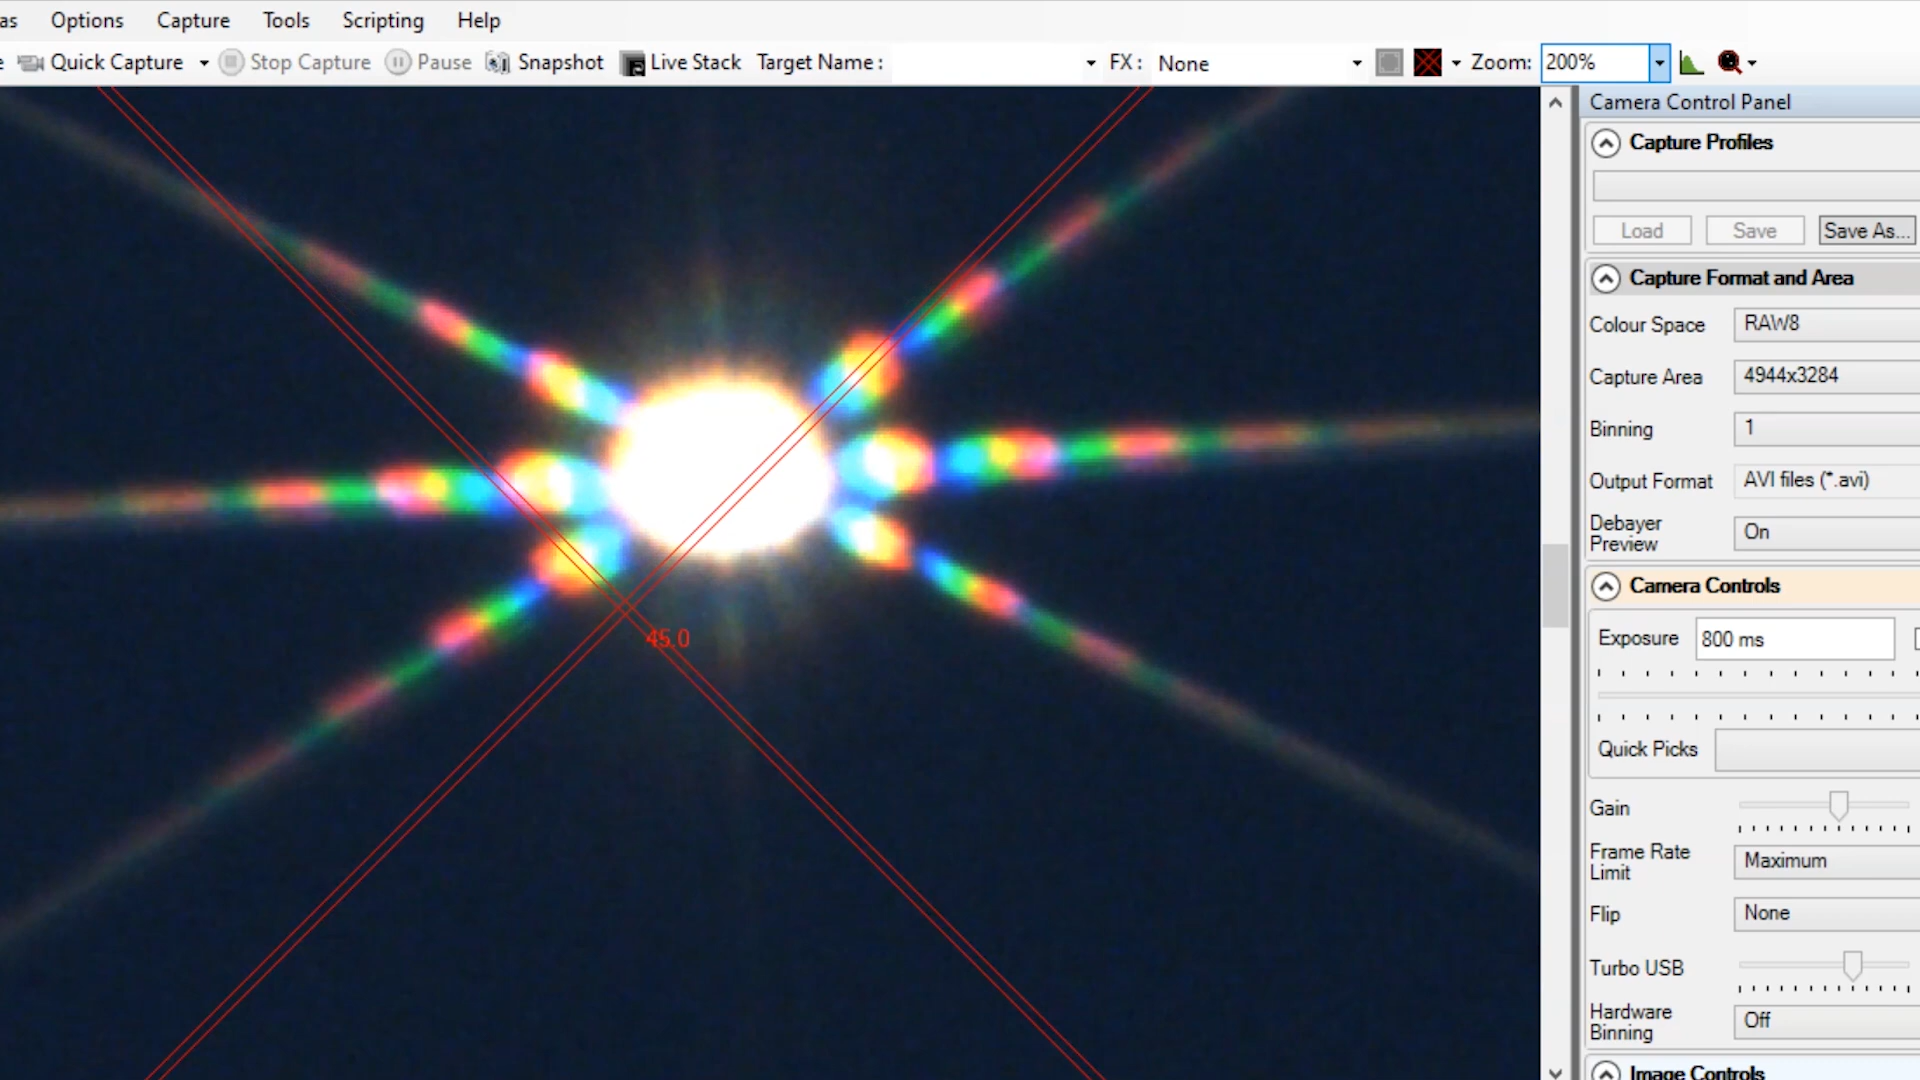 as Options Capture Tools Scripting Help
e Quick Capture Stop Capture Pause Snapshot Live Stack Target Name : FX : None Zoom: 200%
Camera Control Panel
Capture Profiles
Load Save Save As...
Capture Format and Area
Colour Space RAW8
Capture Area 4944x3284
Binning 1
Output Format AVI files (*.avi)
Debayer
Preview On
Camera Controls
Exposure 800 ms
45.0
Quick Picks
Gain
Frame Rate
Limit Maximum
Flip None
Turbo USB
Hardware
Binning Off
Image Controls